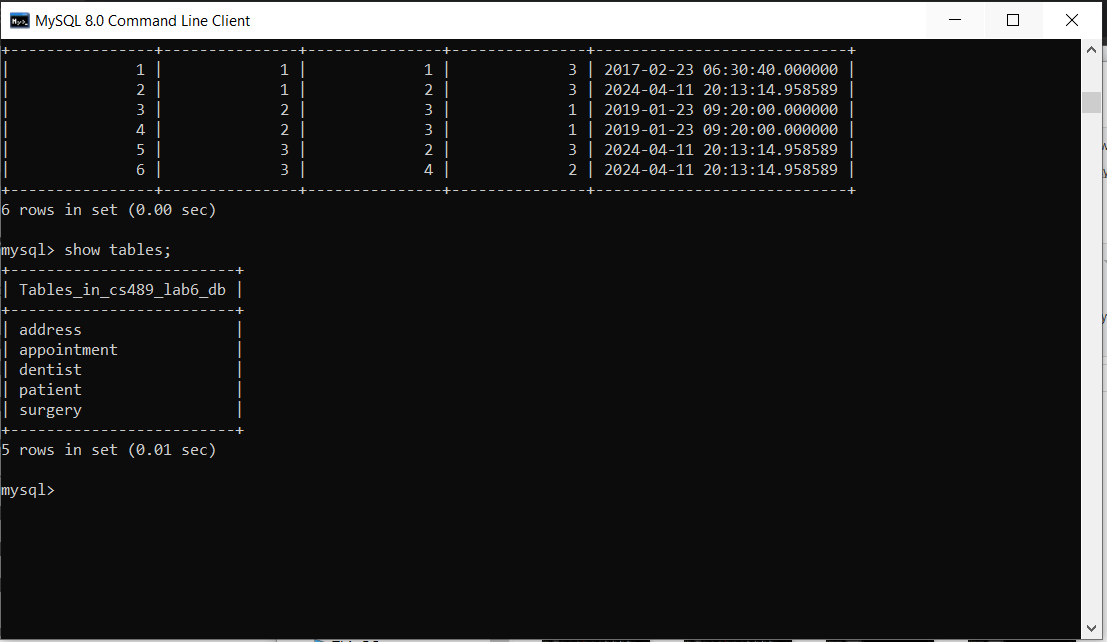 MySQL 8.0 Command Line Client
+----------------+---------------+---------------+---------------+----------------------------+
|              1 |             1 |             1 |             3 | 2017-02-23 06:30:40.000000 |
|              2 |             1 |             2 |             3 | 2024-04-11 20:13:14.958589 |
|              3 |             2 |             3 |             1 | 2019-01-23 09:20:00.000000 |
|              4 |             2 |             3 |             1 | 2019-01-23 09:20:00.000000 |
|              5 |             3 |             2 |             3 | 2024-04-11 20:13:14.958589 |
|              6 |             3 |             4 |             2 | 2024-04-11 20:13:14.958589 |
+----------------+---------------+---------------+---------------+----------------------------+
6 rows in set (0.00 sec)
mysql> show tables;
+-------------------------+
| Tables_in_cs489_lab6_db |
+-------------------------+
| address                 |
| appointment             |
| dentist                 |
| patient                 |
| surgery                 |
+-------------------------+
5 rows in set (0.01 sec)
mysql>